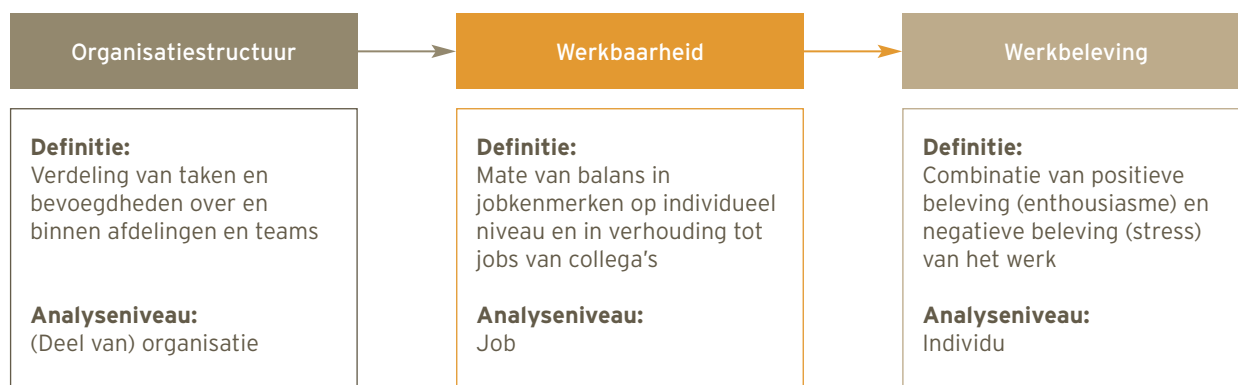 Organisatiestructuur
Werkbaarheid
Werkbeleving
Definitie:
Verdeling van taken en
bevoegdheden over en
binnen afdelingen en teams
Analyseniveau:
(Deel van) organisatie
Definitie:
Mate van balans in
jobkenmerken op individueel
niveau en in verhouding tot
jobs van collega's
Analyseniveau:
Job
Definitie:
Combinatie van positieve
beleving (enthousiasme) en
negatieve beleving (stress)
van het werk
Analyseniveau:
Individu